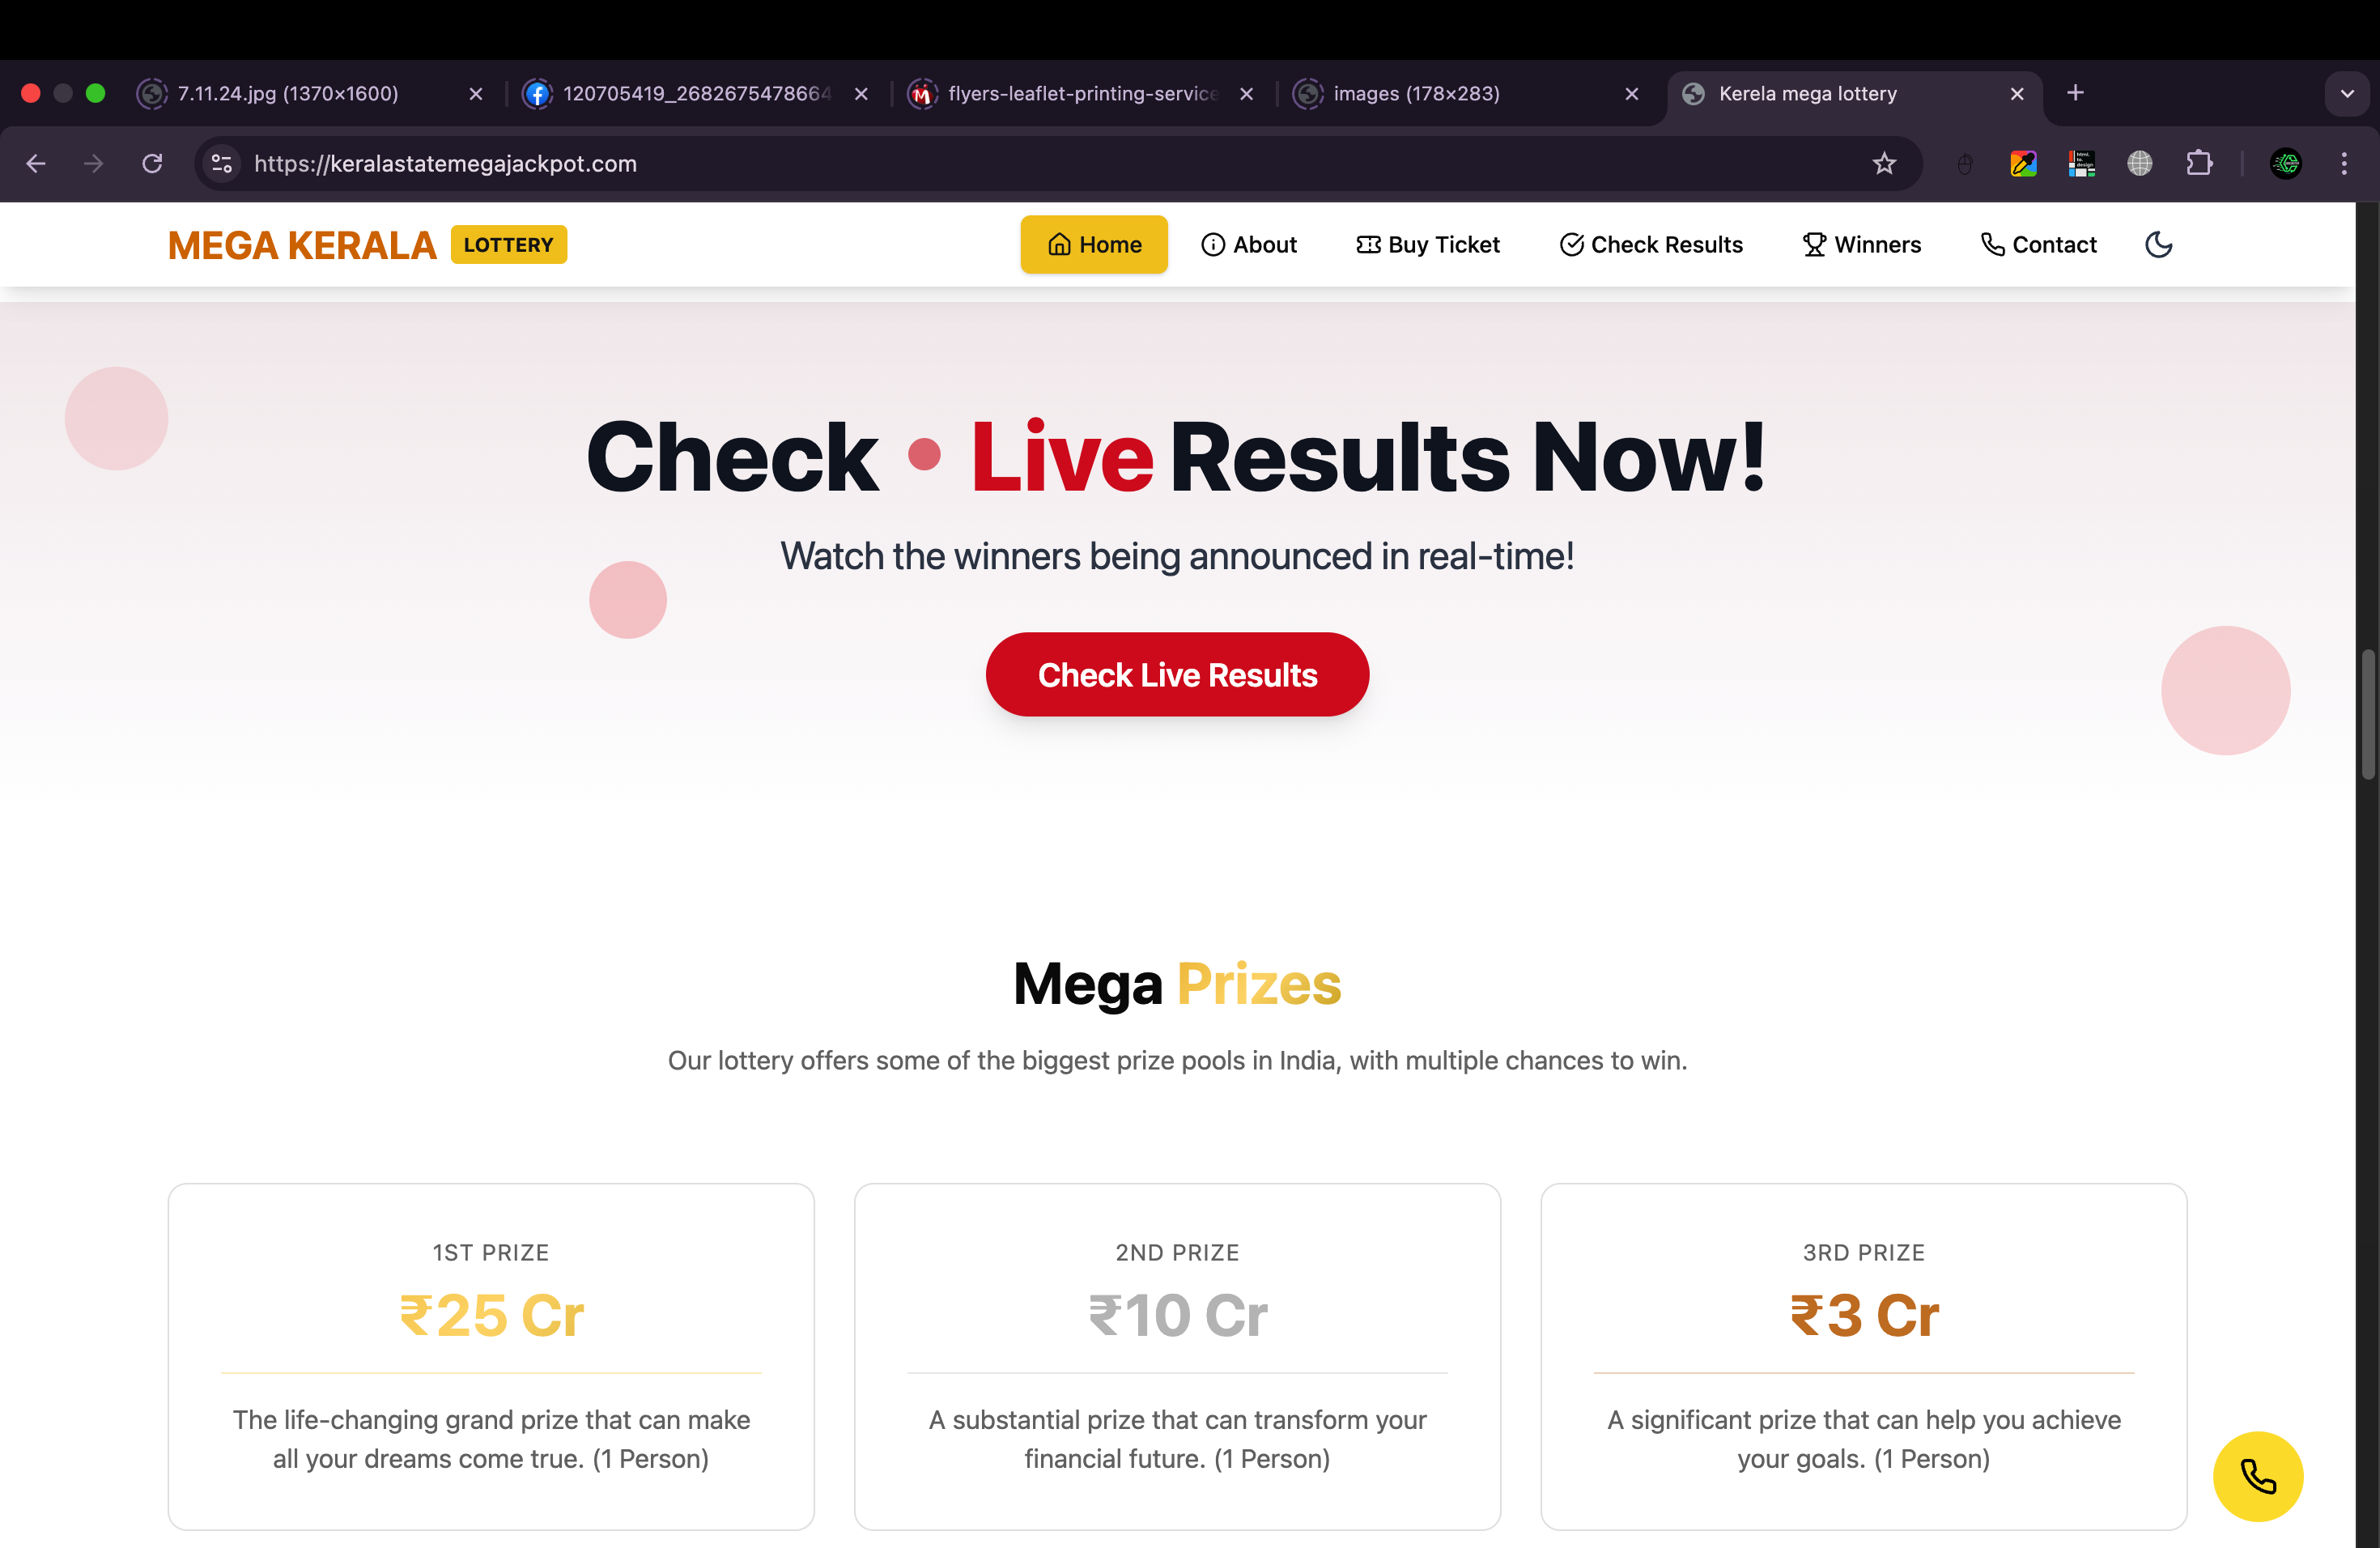 7.11.24.jpg (1370×1600)
120705419_2682675478664
flyers-leaflet-printing-service
images (178×283)
Kerela mega lottery
https://keralastatemegajackpot.com
MEGA KERALA LOTTERY
Home
About
Buy Ticket
Check Results
Winners
Contact
Check • Live Results Now!
Watch the winners being announced in real-time!
Check Live Results
Mega Prizes
Our lottery offers some of the biggest prize pools in India, with multiple chances to win.
1ST PRIZE
₹25 Cr
The life-changing grand prize that can make
all your dreams come true. (1 Person)
2ND PRIZE
₹10 Cr
A substantial prize that can transform your
financial future. (1 Person)
3RD PRIZE
₹3 Cr
A significant prize that can help you achieve
your goals. (1 Person)